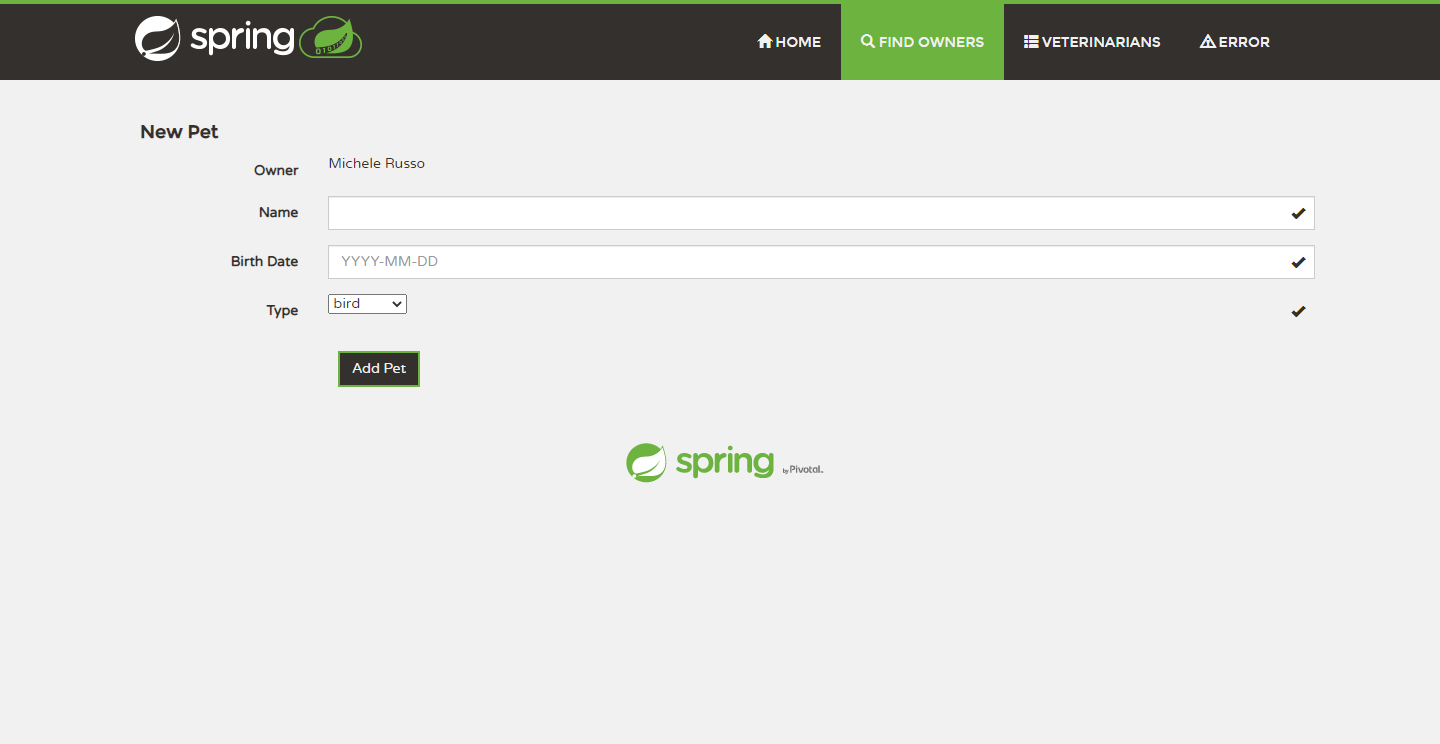 spring
HOME FIND OWNERS VETERINARIANS ERROR
New Pet
Owner Michele Russo
Name
Birth Date YYYY-MM-DD
Type bird
Add Pet
spring by Pivotal